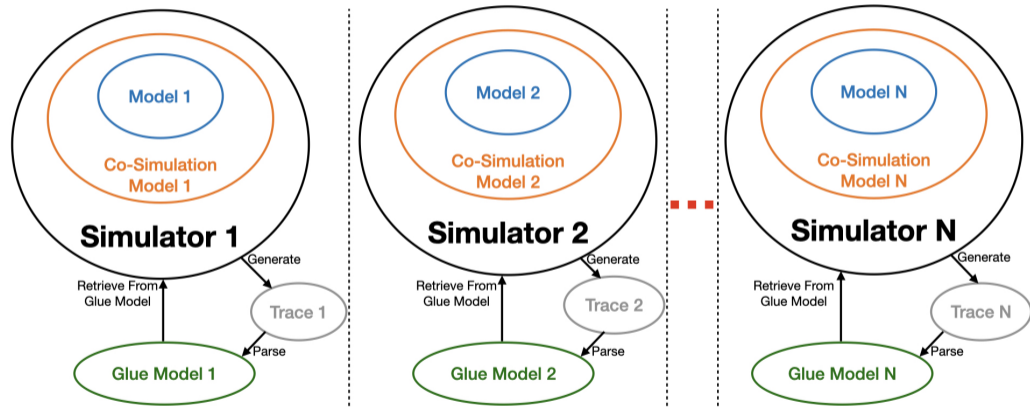 Model 1
Co-Simulation
Model 1
Simulator 1
Generate
Retrieve From
Glue Model
Trace 1
Parse
Glue Model 1
Model 2
Co-Simulation
Model 2
Simulator 2
Generate
Retrieve From
Glue Model
Trace 2
Parse
Glue Model 2
Model N
Co-Simulation
Model N
Simulator N
Generate
Retrieve From
Glue Model
Trace N
Parse
Glue Model N